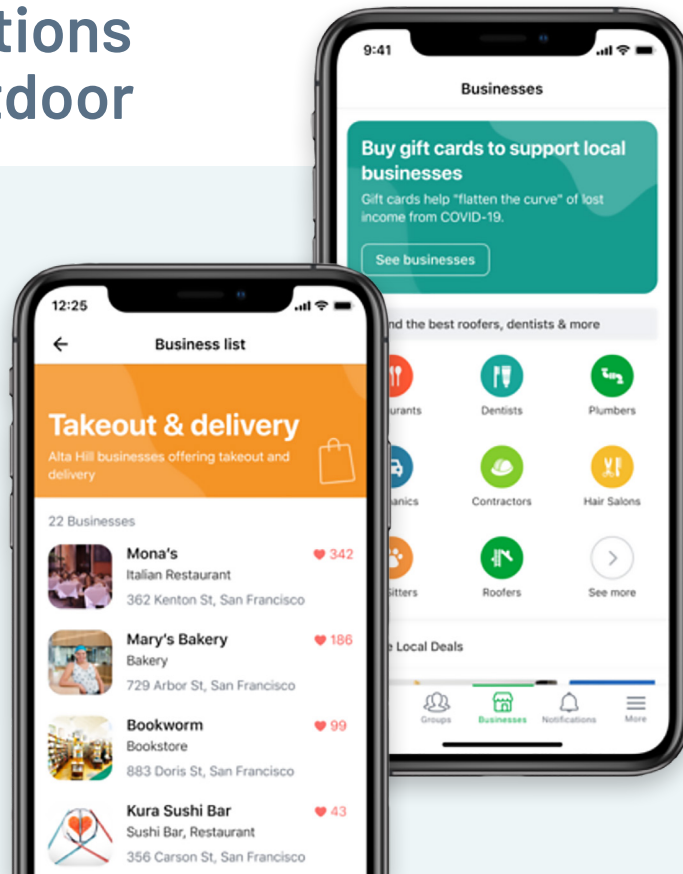 tions
tdoor
9:41
Businesses
Buy gift cards to support local
businesses
Gift cards help "flatten the curve" of lost
income from COVID-19.
See businesses
nd the best roofers, dentists & more
urants
Dentists
Plumbers
anics
Contractors
Hair Salons
itters
Roofers
See more
e Local Deals
Groups
Businesses
Notifications
More
12:25
Business list
Takeout & delivery
Alta Hill businesses offering takeout and
delivery
22 Businesses
Mona's
342
Italian Restaurant
362 Kenton St, San Francisco
Mary's Bakery
186
Bakery
729 Arbor St, San Francisco
Bookworm
99
Bookstore
883 Doris St, San Francisco
Kura Sushi Bar
43
Sushi Bar, Restaurant
356 Carson St, San Francisco